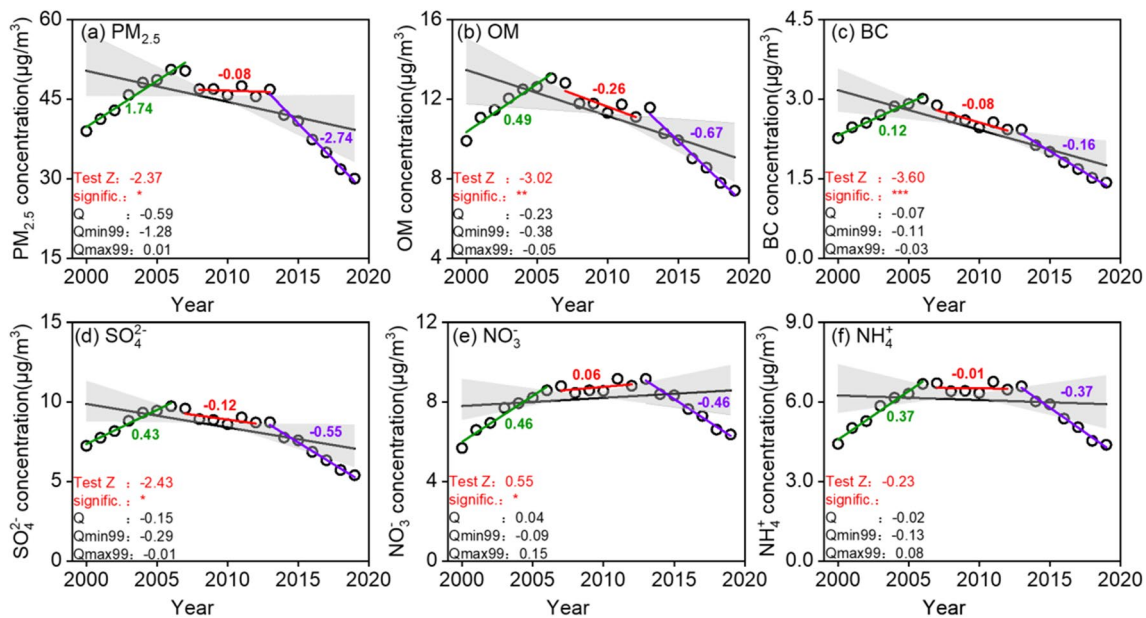 (a) PM2.5
PM2.5 concentration(μg/m³)
60
45
30
15
1.74
-0.08
-2.74
Test Z : -2.37
signific.: *
Q : -0.59
Qmin99: -1.28
Qmax99: 0.01
2000 2005 2010 2015 2020
Year
(b) OM
OM concentration(μg/m³)
16
12
8
4
0.49
-0.26
-0.67
Test Z : -3.02
signific.: **
Q : -0.23
Qmin99: -0.38
Qmax99: -0.05
2000 2005 2010 2015 2020
Year
(c) BC
BC concentration(μg/m³)
4.5
3.0
1.5
0.0
0.12
-0.08
-0.16
Test Z : -3.60
signific.: ***
Q : -0.07
Qmin99: -0.11
Qmax99: -0.03
2000 2005 2010 2015 2020
Year
(d) SO₄²⁻
SO₄²⁻ concentration(μg/m³)
15
10
5
0
0.43
-0.12
-0.55
Test Z : -2.43
signific.: *
Q : -0.15
Qmin99: -0.29
Qmax99: -0.01
2000 2005 2010 2015 2020
Year
(e) NO₃⁻
NO₃⁻ concentration(μg/m³)
12
8
4
0
0.46
0.06
-0.46
Test Z: 0.55
signific.: *
Q : 0.04
Qmin99: -0.09
Qmax99: 0.15
2000 2005 2010 2015 2020
Year
(f) NH₄⁺
NH₄⁺ concentration(μg/m³)
9.0
6.0
3.0
0.0
0.37
-0.01
-0.37
Test Z: -0.23
signific.:
Q : -0.02
Qmin99: -0.13
Qmax99: 0.08
2000 2005 2010 2015 2020
Year